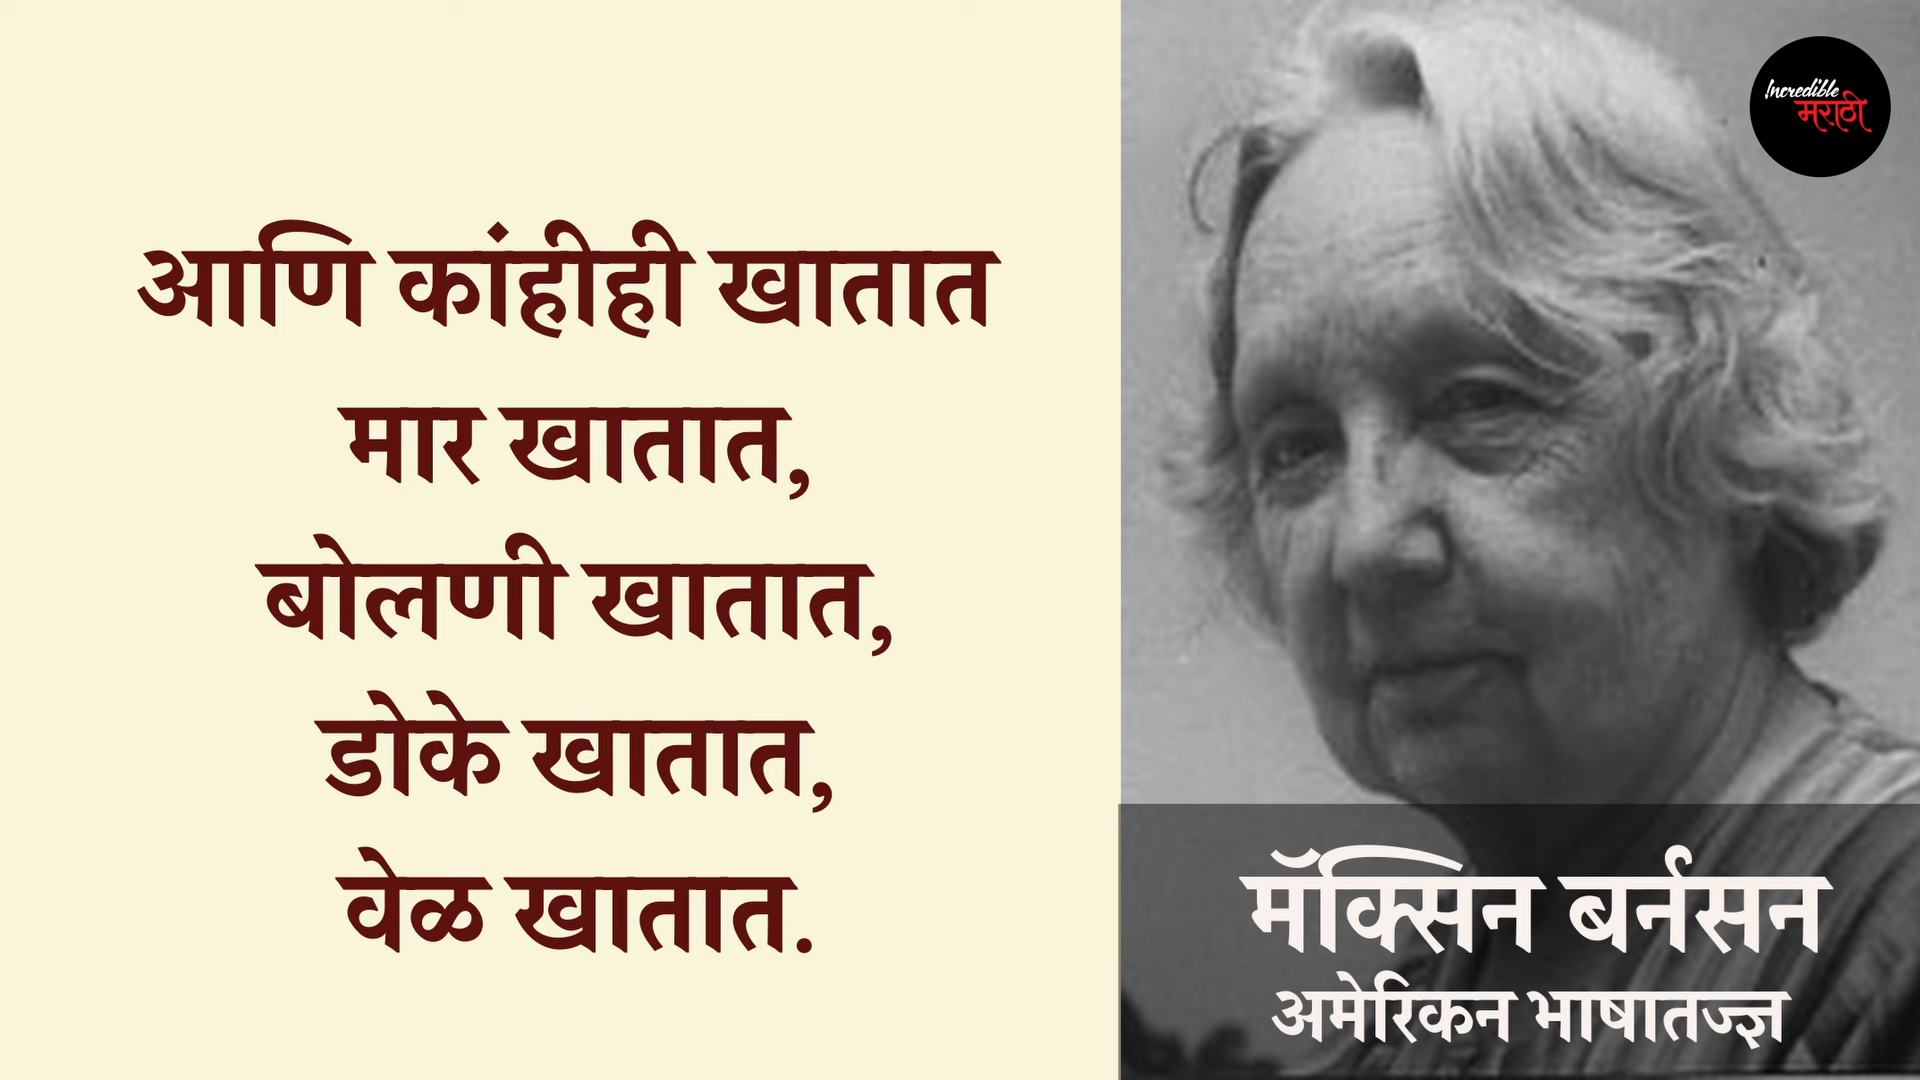 आणि कांहीही खातात
मार खातात,
बोलणी खातात,
डोके खातात,
वेळ खातात.
Incredible
मराठी
मॅक्सिन बर्नसन
अमेरिकन भाषातज्ज्ञ